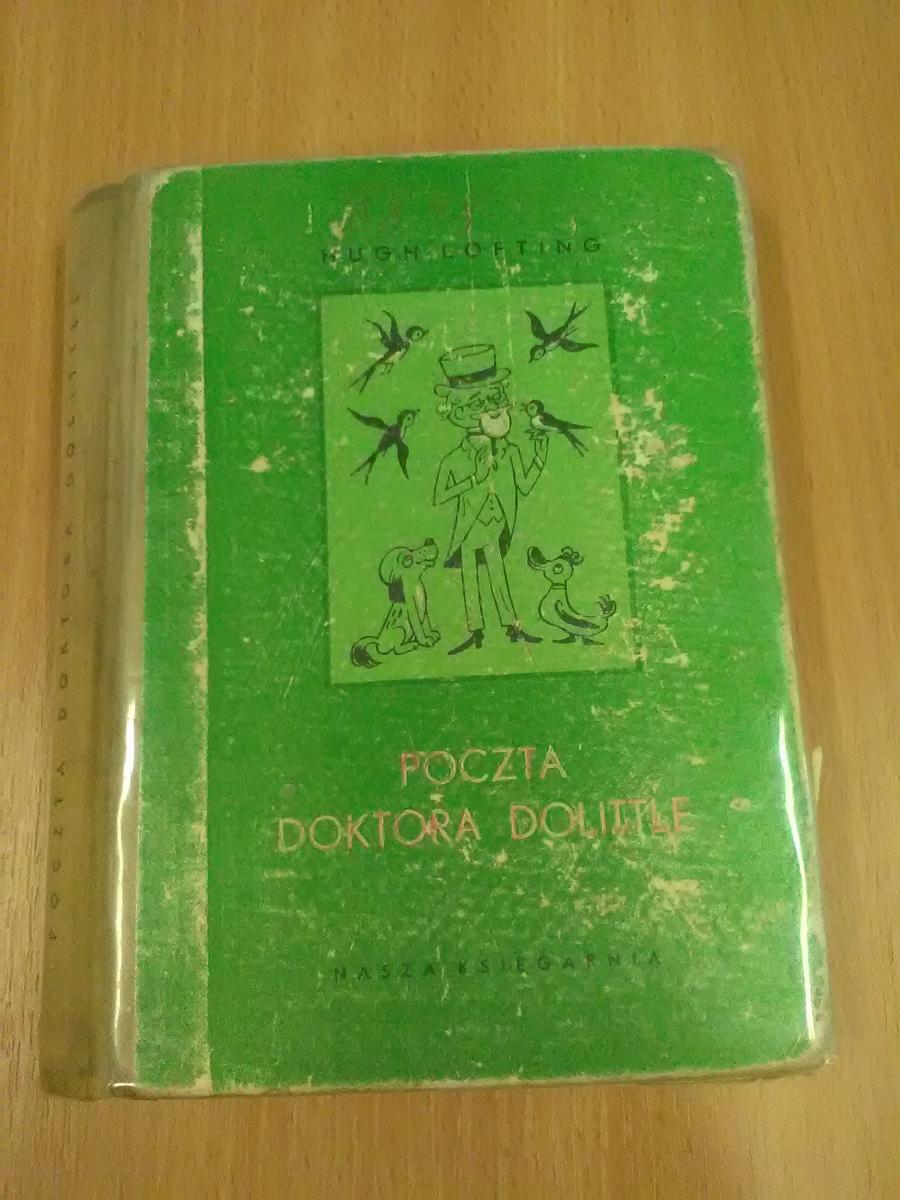 HUGH LOFTING
POCZTA
DOKTORA DOLITTLE
NASZA KSIĘGARNIA
POCZTA DOKTORA DOLITTLE